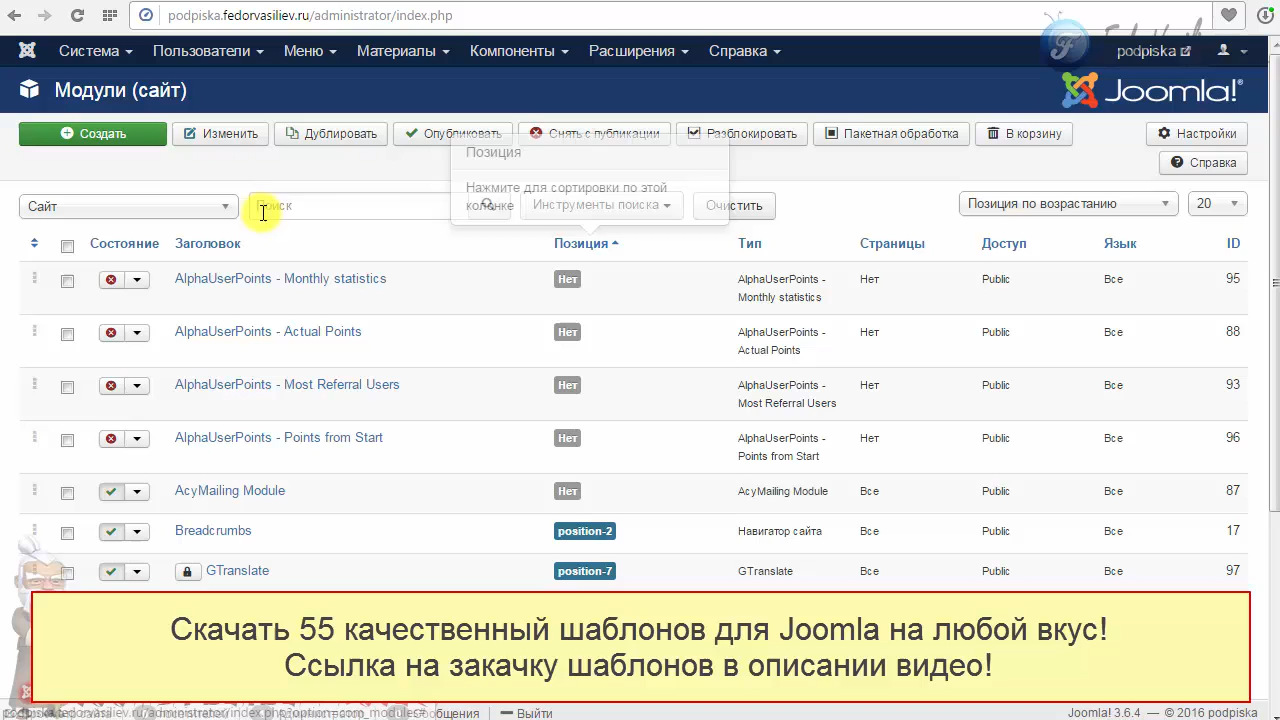 podpiska.fedorvasiliev.ru/administrator/index.php
Система Пользователи Меню Материалы Компоненты Расширения Справка podpiska
Модули (сайт) Joomla!®
Создать Изменить Дублировать Опубликовать Снять с публикации Разблокировать Пакетная обработка В корзину Настройки
Позиция
Справка
Нажмите для сортировки по этой
колонке
Сайт Поиск Инструменты поиска Очистить Позиция по возрастанию 20
Состояние Заголовок Позиция Тип Страницы Доступ Язык ID
AlphaUserPoints - Monthly statistics Нет AlphaUserPoints - Нет Public Все 95
Monthly statistics
AlphaUserPoints - Actual Points Нет AlphaUserPoints - Нет Public Все 88
Actual Points
AlphaUserPoints - Most Referral Users Нет AlphaUserPoints - Нет Public Все 93
Most Referral Users
AlphaUserPoints - Points from Start Нет AlphaUserPoints - Нет Public Все 96
Points from Start
AcyMailing Module Нет AcyMailing Module Все Public Все 87
Breadcrumbs position-2 Навигатор сайта Все Public Все 17
GTranslate position-7 GTranslate Все Public Все 97
Скачать 55 качественный шаблонов для Joomla на любой вкус!
Ссылка на закачку шаблонов в описании видео!
Выйти Joomla! 3.6.4 — © 2016 podpiska